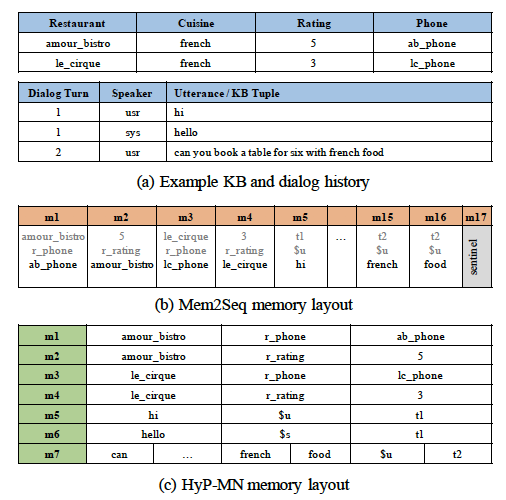 Restaurant Cuisine Rating Phone
amour_bistro french 5 ab_phone
le_cirque french 3 lc_phone
Dialog Turn Speaker Utterance / KB Tuple
1 usr hi
1 sys hello
2 usr can you book a table for six with french food
(a) Example KB and dialog history
m1 m2 m3 m4 m5 m15 m16 m17
amour_bistro 5 le_cirque 3 t1 ... t2 t2 sentinel
r_phone r_rating r_phone r_rating $u $u $u
ab_phone amour_bistro lc_phone le_cirque hi french food
(b) Mem2Seq memory layout
m1 amour_bistro r_phone ab_phone
m2 amour_bistro r_rating 5
m3 le_cirque r_phone lc_phone
m4 le_cirque r_rating 3
m5 hi $u t1
m6 hello $s t1
m7 can ... french food $u t2
(c) HyP-MN memory layout